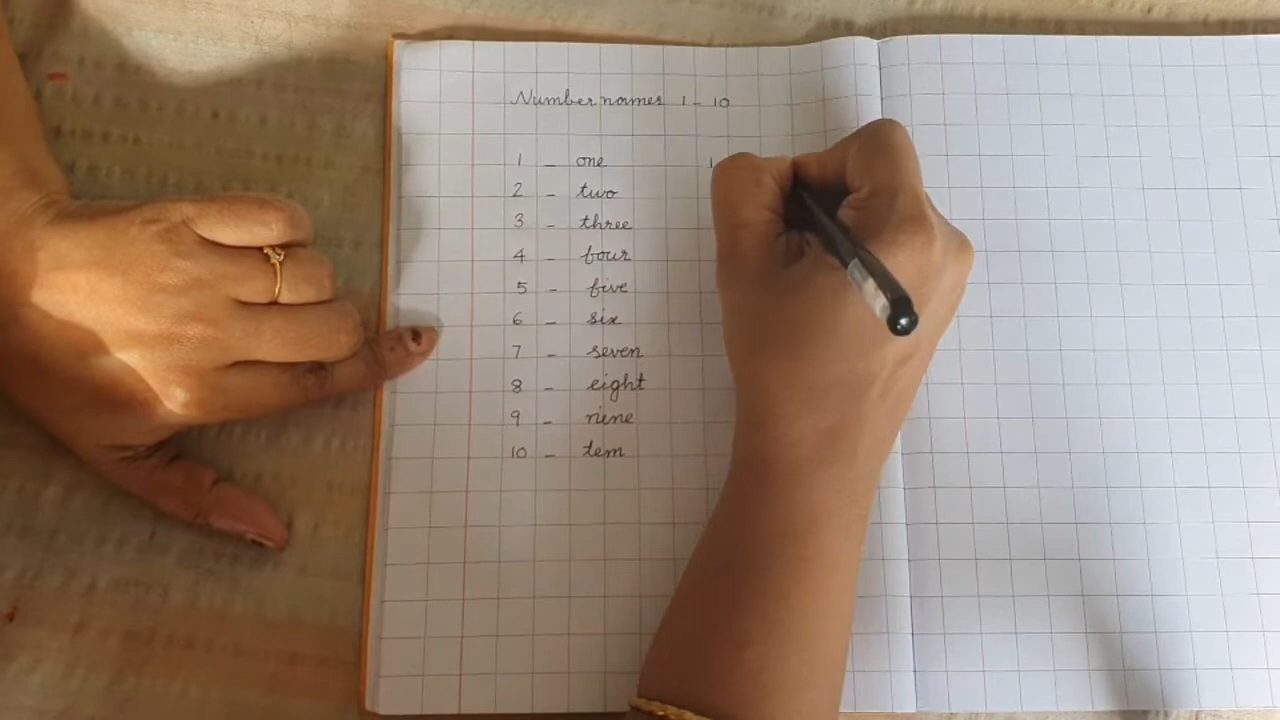 Number names 1 - 10
1 - one 1
2 - two
3 - three
4 - four
5 - five
6 - six
7 - seven
8 - eight
9 - nine
10 - ten